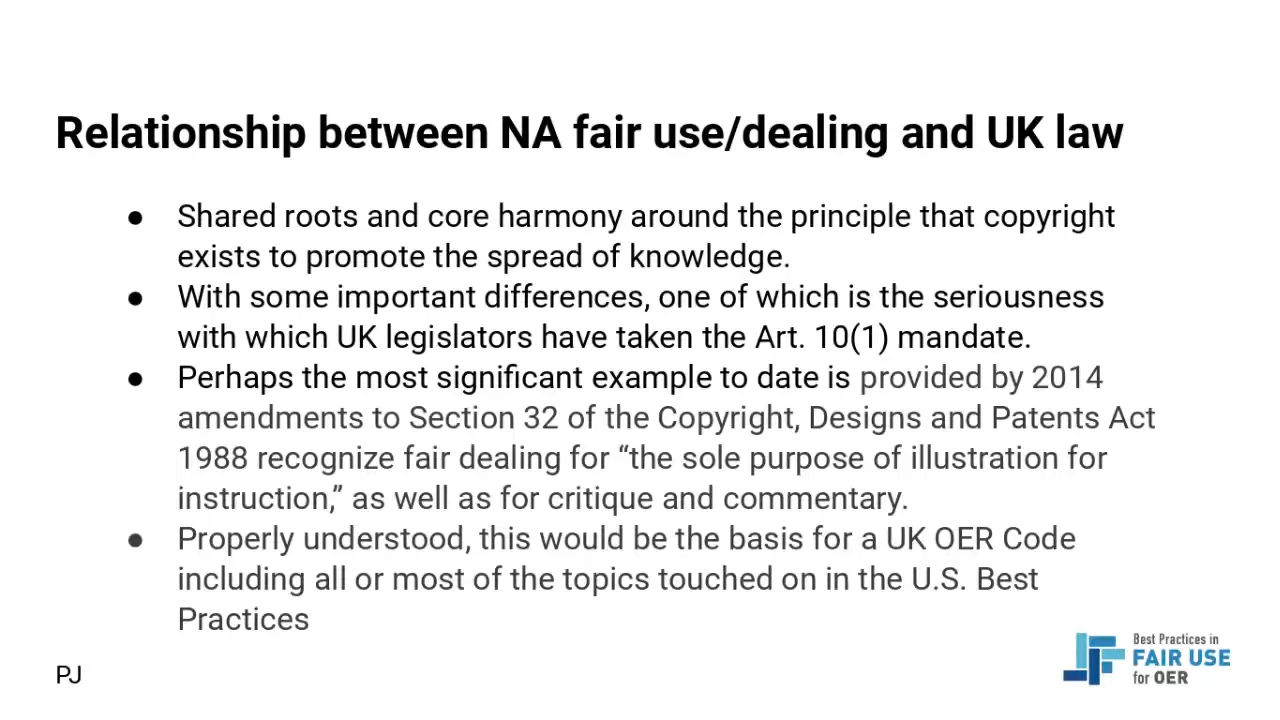 Relationship between NA fair use/dealing and UK law
● Shared roots and core harmony around the principle that copyright
exists to promote the spread of knowledge.
● With some important differences, one of which is the seriousness
with which UK legislators have taken the Art. 10(1) mandate.
● Perhaps the most significant example to date is provided by 2014
amendments to Section 32 of the Copyright, Designs and Patents Act
1988 recognize fair dealing for “the sole purpose of illustration for
instruction,” as well as for critique and commentary.
● Properly understood, this would be the basis for a UK OER Code
including all or most of the topics touched on in the U.S. Best
Practices
PJ
Best Practices in
FAIR USE
for OER